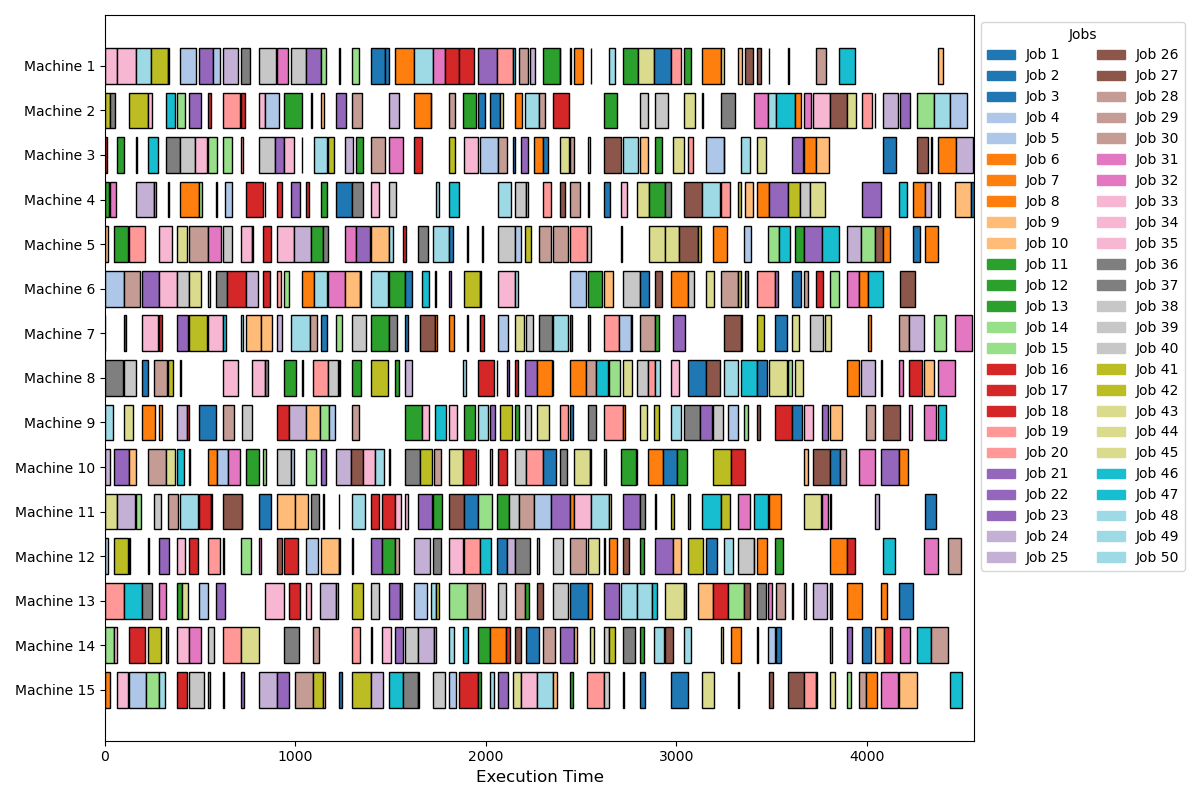 Machine 1
Machine 2
Machine 3
Machine 4
Machine 5
Machine 6
Machine 7
Machine 8
Machine 9
Machine 10
Machine 11
Machine 12
Machine 13
Machine 14
Machine 15
0 1000 2000 3000 4000
Execution Time
Jobs
Job 1
Job 2
Job 3
Job 4
Job 5
Job 6
Job 7
Job 8
Job 9
Job 10
Job 11
Job 12
Job 13
Job 14
Job 15
Job 16
Job 17
Job 18
Job 19
Job 20
Job 21
Job 22
Job 23
Job 24
Job 25
Job 26
Job 27
Job 28
Job 29
Job 30
Job 31
Job 32
Job 33
Job 34
Job 35
Job 36
Job 37
Job 38
Job 39
Job 40
Job 41
Job 42
Job 43
Job 44
Job 45
Job 46
Job 47
Job 48
Job 49
Job 50